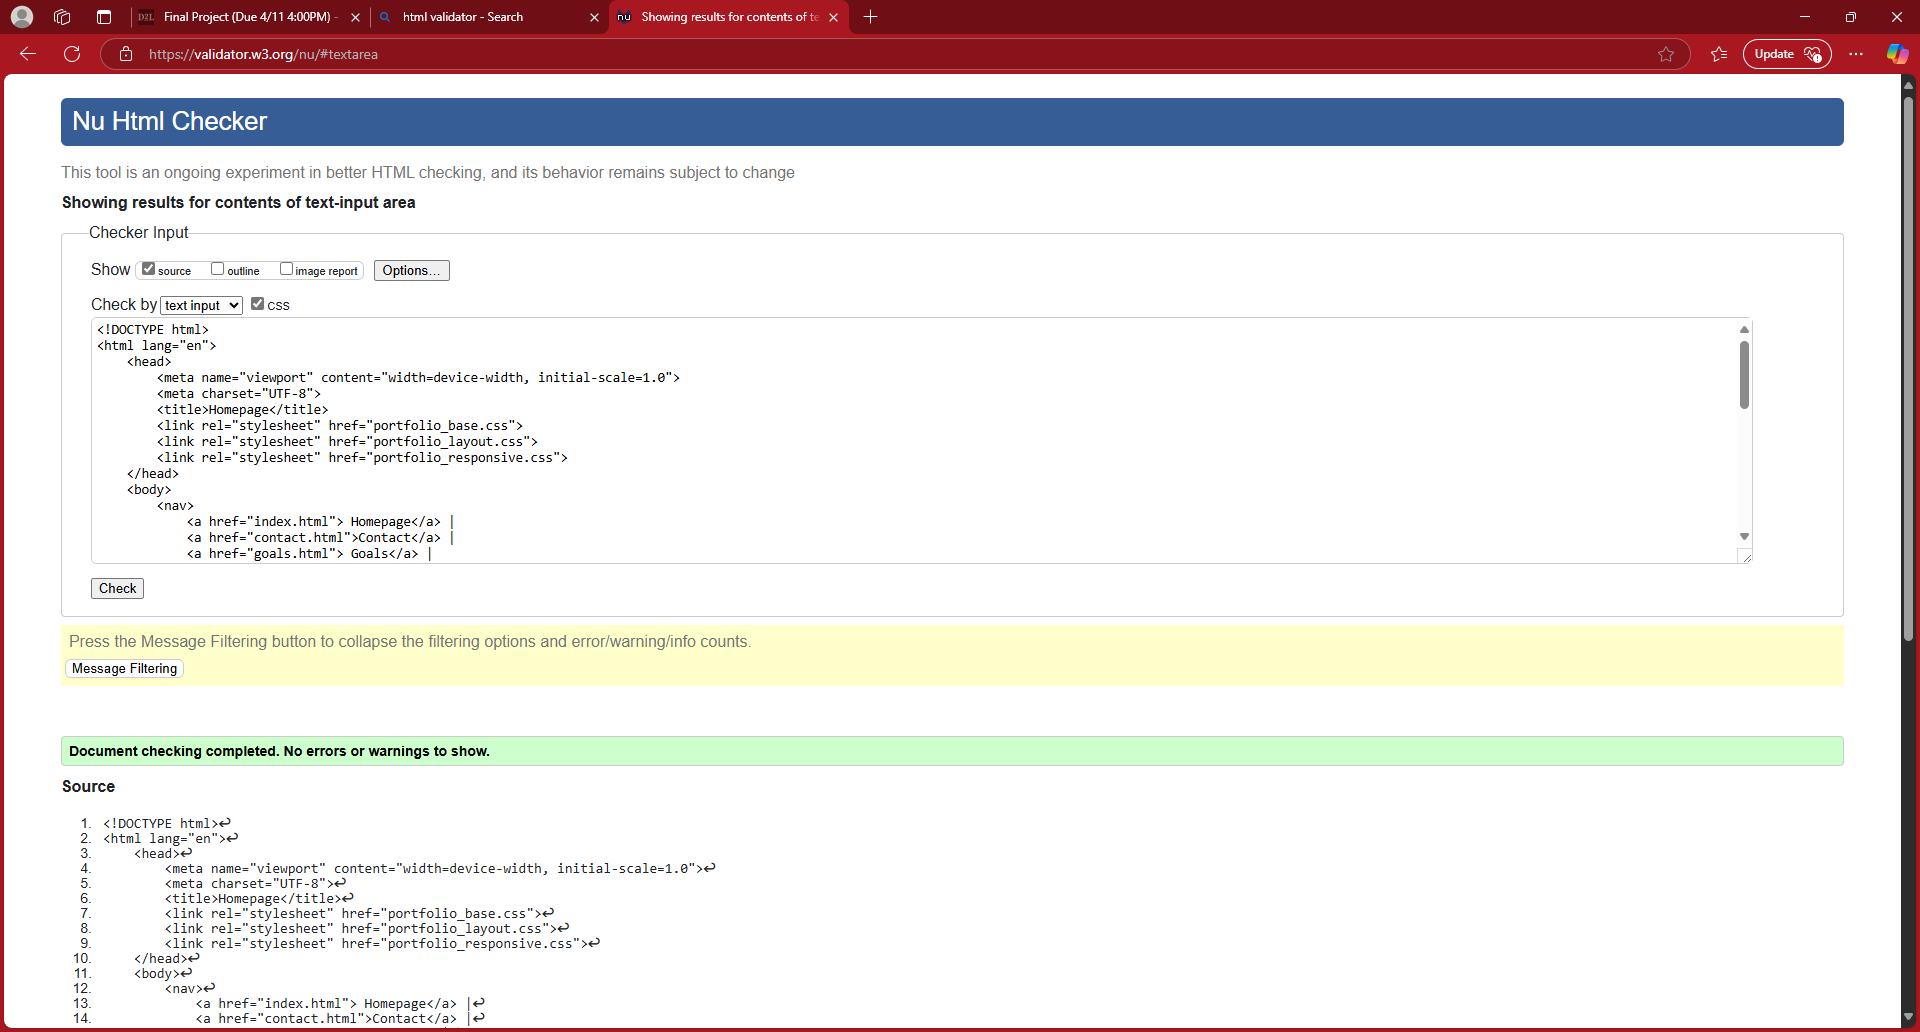 D2L Final Project (Due 4/11 4:00PM) -
html validator - Search
nu Showing results for contents of te
https://validator.w3.org/nu/#textarea
Update
Nu Html Checker
This tool is an ongoing experiment in better HTML checking, and its behavior remains subject to change
Showing results for contents of text-input area
Checker Input
Show source outline image report Options...
Check by text input css
<!DOCTYPE html>
<html lang="en">
<head>
<meta name="viewport" content="width=device-width, initial-scale=1.0">
<meta charset="UTF-8">
<title>Homepage</title>
<link rel="stylesheet" href="portfolio_base.css">
<link rel="stylesheet" href="portfolio_layout.css">
<link rel="stylesheet" href="portfolio_responsive.css">
</head>
<body>
<nav>
<a href="index.html"> Homepage</a> |
<a href="contact.html">Contact</a> |
<a href="goals.html"> Goals</a> |
Check
Press the Message Filtering button to collapse the filtering options and error/warning/info counts.
Message Filtering
Document checking completed. No errors or warnings to show.
Source
1. <!DOCTYPE html>↩
2. <html lang="en">↩
3. <head>↩
4. <meta name="viewport" content="width=device-width, initial-scale=1.0">↩
5. <meta charset="UTF-8">↩
6. <title>Homepage</title>↩
7. <link rel="stylesheet" href="portfolio_base.css">↩
8. <link rel="stylesheet" href="portfolio_layout.css">↩
9. <link rel="stylesheet" href="portfolio_responsive.css">↩
10. </head>↩
11. <body>↩
12. <nav>↩
13. <a href="index.html"> Homepage</a> |↩
14. <a href="contact.html">Contact</a> |↩